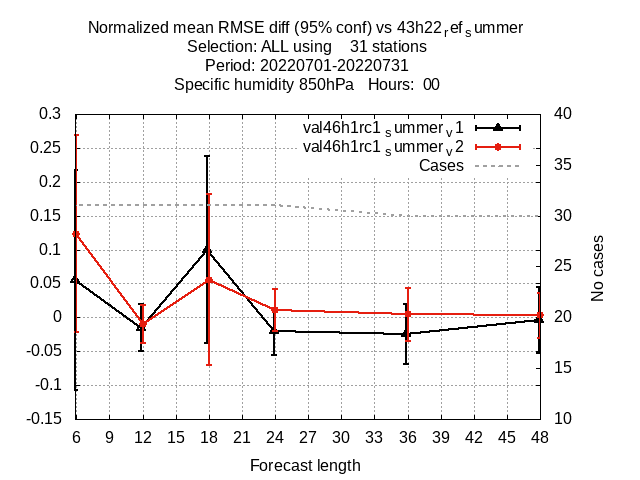 Normalized mean RMSE diff (95% conf) vs 43h22refsummer
Selection: ALL using 31 stations
Period: 20220701-20220731
Specific humidity 850hPa Hours: 00
val46h1rc1summerv1
val46h1rc1summerv2
Cases
0.3
0.25
0.2
0.15
0.1
0.05
0
-0.05
-0.1
-0.15
40
35
30
25
20
15
10
No cases
6 9 12 15 18 21 24 27 30 33 36 39 42 45 48
Forecast length